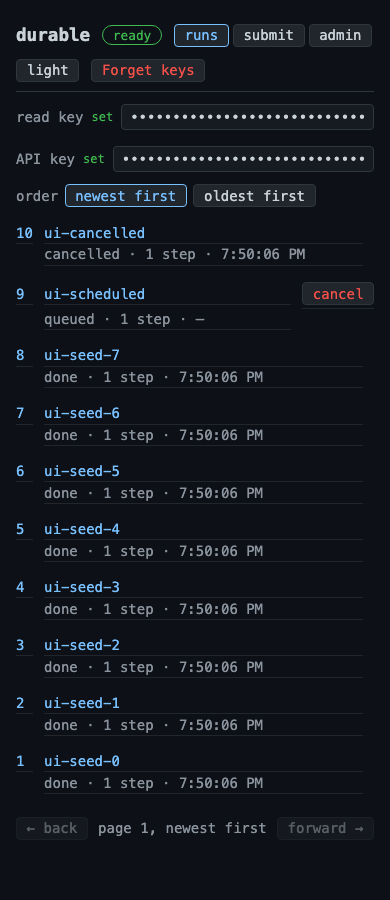 durable ready runs submit admin
light Forget keys
read key set ••••••••••••••••••••••••••••
API key set •••••••••••••••••••••••••••••
order newest first oldest first
10 ui-cancelled
cancelled · 1 step · 7:50:06 PM
9 ui-scheduled cancel
queued · 1 step · —
8 ui-seed-7
done · 1 step · 7:50:06 PM
7 ui-seed-6
done · 1 step · 7:50:06 PM
6 ui-seed-5
done · 1 step · 7:50:06 PM
5 ui-seed-4
done · 1 step · 7:50:06 PM
4 ui-seed-3
done · 1 step · 7:50:06 PM
3 ui-seed-2
done · 1 step · 7:50:06 PM
2 ui-seed-1
done · 1 step · 7:50:06 PM
1 ui-seed-0
done · 1 step · 7:50:06 PM
← back page 1, newest first forward →